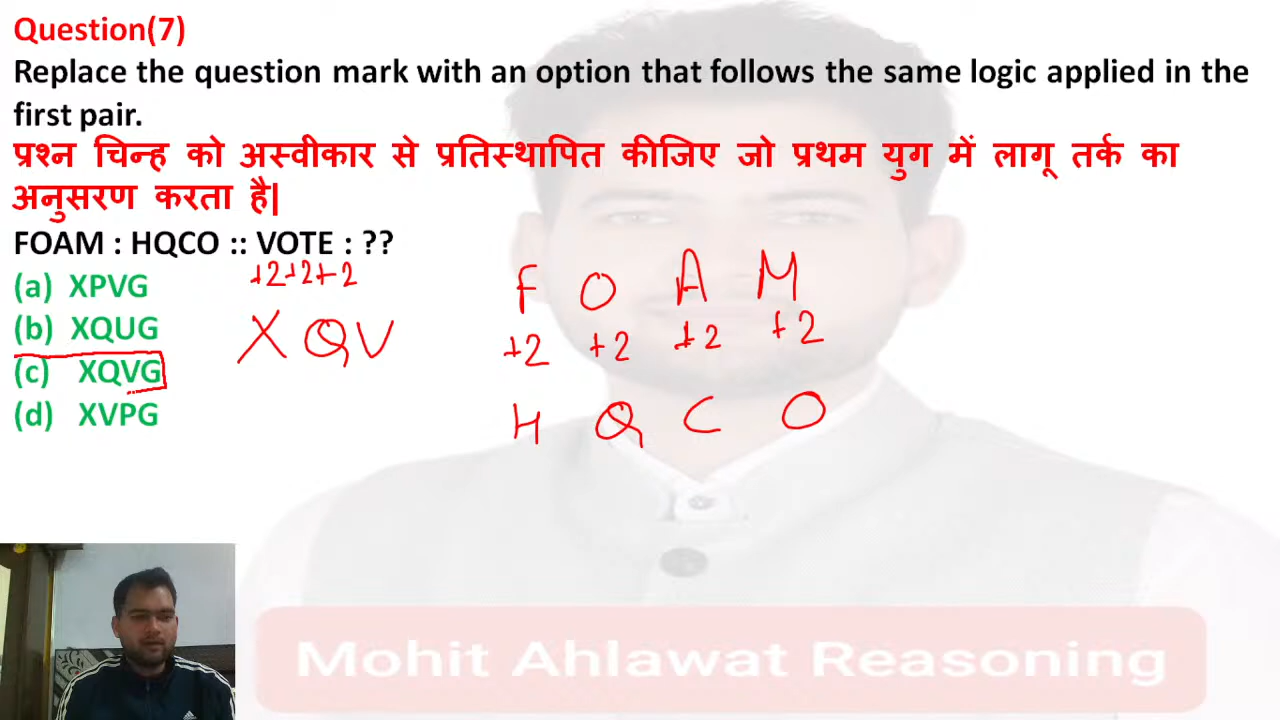 Question(7)
Replace the question mark with an option that follows the same logic applied in the
first pair.
प्रश्न चिन्ह को अस्वीकार से प्रतिस्थापित कीजिए जो प्रथम युग में लागू तर्क का
अनुसरण करता है|
FOAM : HQCO :: VOTE : ??
(a) XPVG
(b) XQUG
(c) XQVG
(d) XVPG
+2+2+2
X Q V
F O A M
+2 +2 +2 +2
H Q C O
Mohit Ahlawat Reasoning